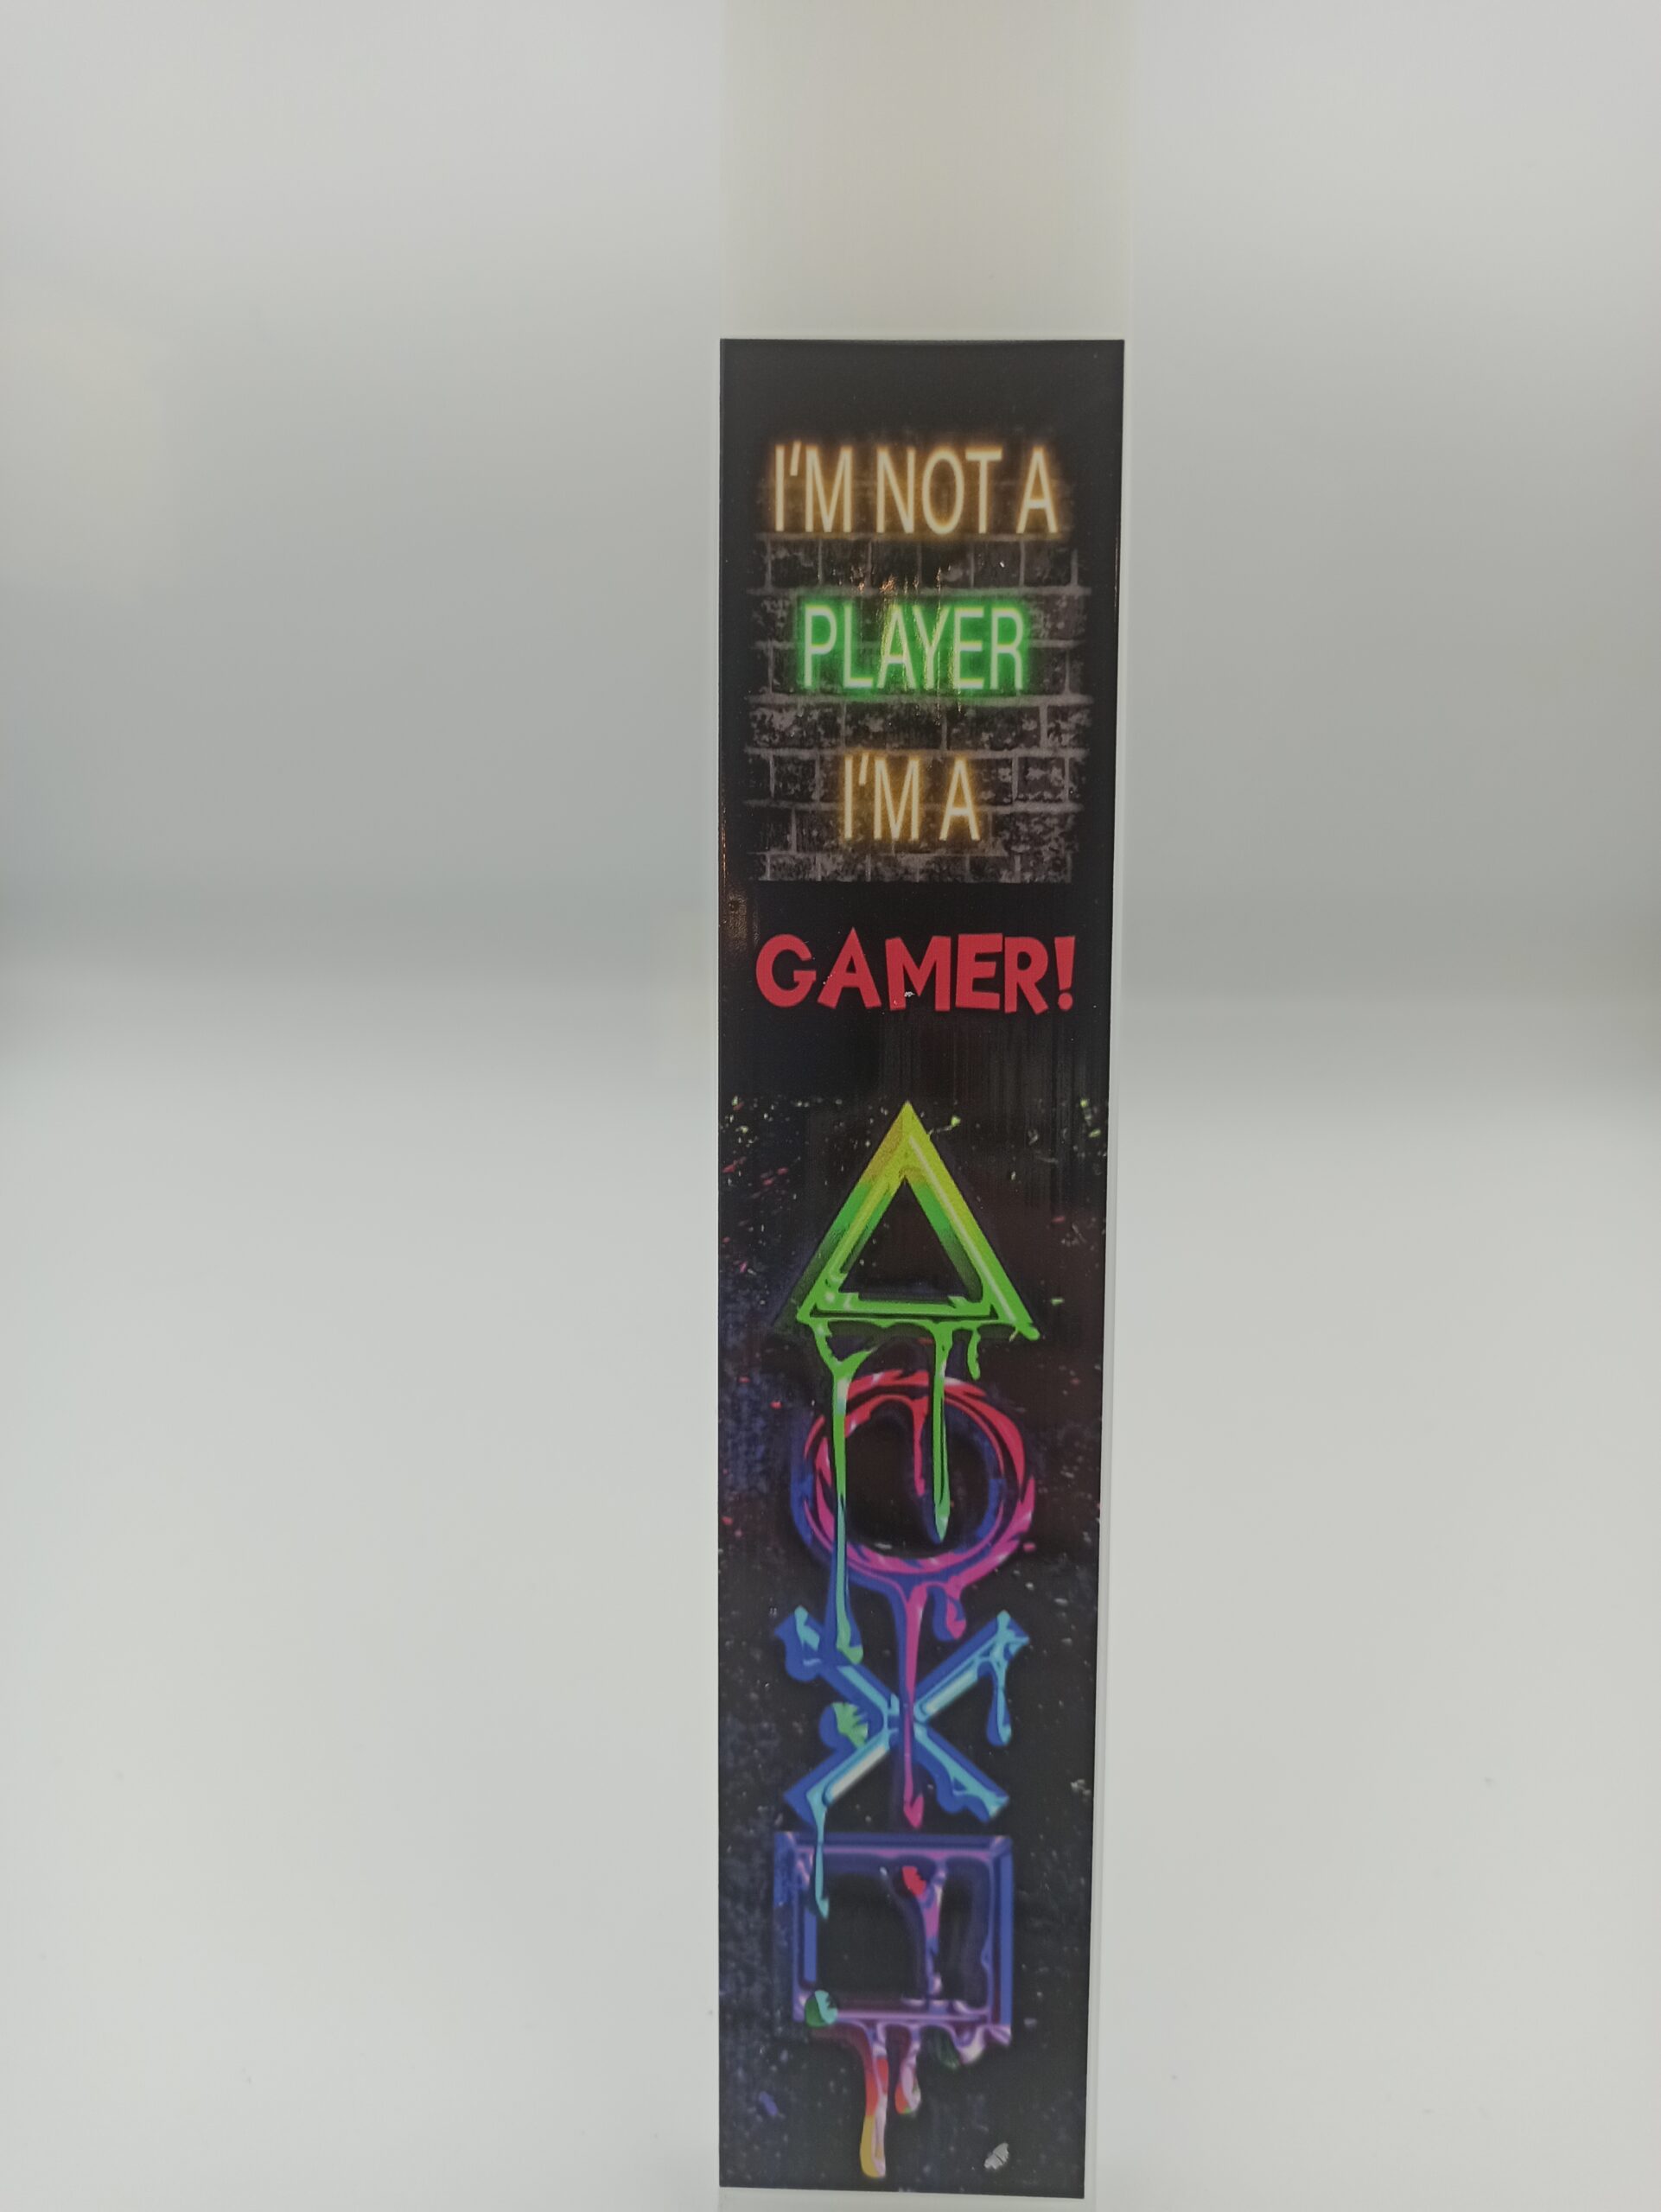 I'M NOT A
PLAYER
I'M A
GAMER!